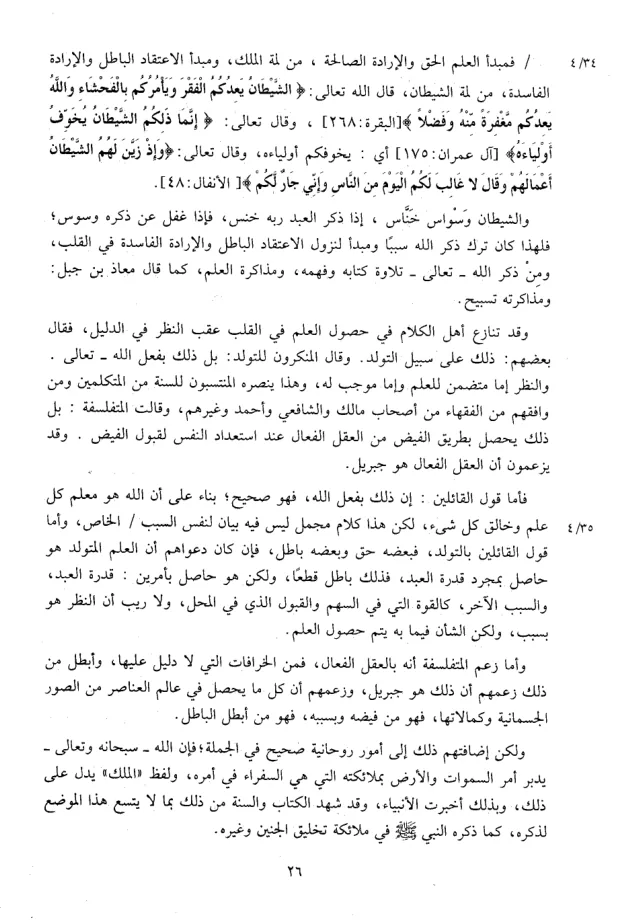 ٤/٣٤ / فمبدأ العلم الحق والإرادة الصالحة ، من لمة الملك، ومبدأ الاعتقاد الباطل والإرادة
الفاسدة، من لمة الشيطان، قال الله تعالى: ﴿ الشَّيْطَانُ يَعِدُكُمُ الْفَقْرَ وَيَأْمُرُكُم بِالْفَحْشَاءِ وَاللَّهُ
يَعِدُكُم مَّغْفِرَةً مِّنْهُ وَفَضْلاً ﴾[البقرة:٢٦٨] ، وقال تعالى: ﴿ إِنَّمَا ذَلِكُمُ الشَّيْطَانُ يُخَوِّفُ
أَوْلِيَاءَهُ﴾ [آل عمران: ١٧٥] أي : يخوفكم أولياءه، وقال تعالى:﴿وَإِذْ زَيَّنَ لَهُمُ الشَّيْطَانُ
أَعْمَالَهُمْ وَقَالَ لا غَالِبَ لَكُمُ الْيَوْمَ مِنَ النَّاسِ وَإِنِّي جَارٌ لَّكُمْ ﴾[ الأنفال:٤٨].
والشيطان وَسْواس خَنَّاس ، إذا ذكر العبد ربه خنس، فإذا غفل عن ذكره وسوس؛
فلهذا كان ترك ذكر الله سببًا ومبدأ لنزول الاعتقاد الباطل والإرادة الفاسدة في القلب،
ومِنْ ذكر الله ـ تعالى ـ تلاوة كتابه وفهمه، ومذاكرة العلم، كما قال معاذ بن جبل:
ومذاكرته تسبيح.
وقد تنازع أهل الكلام في حصول العلم في القلب عقب النظر في الدليل، فقال
بعضهم: ذلك على سبيل التولد. وقال المنكرون للتولد: بل ذلك بفعل الله ـ تعالى .
والنظر إما متضمن للعلم وإما موجب له، وهذا ينصره المنتسبون للسنة من المتكلمين ومن
وافقهم من الفقهاء من أصحاب مالك والشافعي وأحمد وغيرهم، وقالت المتفلسفة : بل
ذلك يحصل بطريق الفيض من العقل الفعال عند استعداد النفس لقبول الفيض . وقد
يزعمون أن العقل الفعال هو جبريل.
فأما قول القائلين : إن ذلك بفعل الله، فهو صحيح؛ بناء على أن الله هو معلم كل
٤/٣٥ علم وخالق كل شيء، لكن هذا كلام مجمل ليس فيه بيان لنفس السبب / الخاص، وأما
قول القائلين بالتولد، فبعضه حق وبعضه باطل، فإن كان دعواهم أن العلم المتولد هو
حاصل بمجرد قدرة العبد، فذلك باطل قطعًا، ولكن هو حاصل بأمرين : قدرة العبد،
والسبب الآخر، كالقوة التي في السهم والقبول الذي في المحل، ولا ريب أن النظر هو
بسبب، ولكن الشأن فيما به يتم حصول العلم.
وأما زعم المتفلسفة أنه بالعقل الفعال، فمن الخرافات التي لا دليل عليها، وأبطل من
ذلك زعمهم أن ذلك هو جبريل، وزعمهم أن كل ما يحصل في عالم العناصر من الصور
الجسمانية وكمالاتها، فهو من فيضه وبسببه، فهو من أبطل الباطل.
ولكن إضافتهم ذلك إلى أمور روحانية صحيح في الجملة؛فإن الله ـ سبحانه وتعالى ـ
يدبر أمر السموات والأرض بملائكته التي هي السفراء في أمره، ولفظ «الملك» يدل على
ذلك، وبذلك أخبرت الأنبياء، وقد شهد الكتاب والسنة من ذلك بما لا يتسع هذا الموضع
لذكره، كما ذكره النبي ﷺ في ملائكة تخليق الجنين وغيره.
٢٦